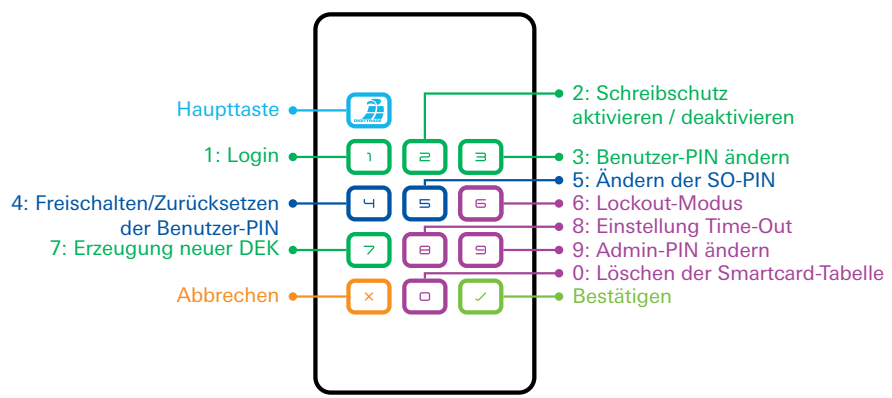 Haupttaste
DIGITTRADE
2: Schreibschutz
aktivieren / deaktivieren
1: Login
1 2 3
3: Benutzer-PIN ändern
5: Ändern der SO-PIN
4: Freischalten/Zurücksetzen
der Benutzer-PIN
4 5 6
6: Lockout-Modus
8: Einstellung Time-Out
7: Erzeugung neuer DEK
7 8 9
9: Admin-PIN ändern
0: Löschen der Smartcard-Tabelle
Abbrechen
× 0 ✓
Bestätigen